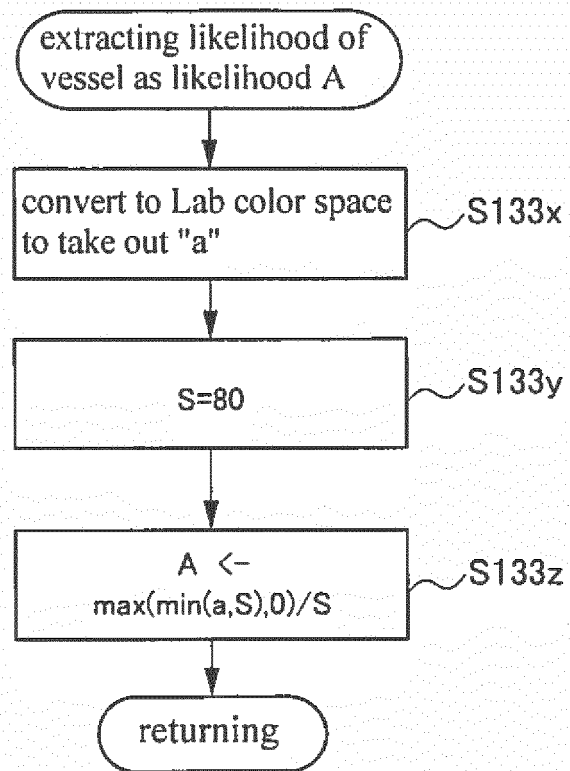 extracting likelihood of
vessel as likelihood A
convert to Lab color space
to take out "a"
S133x
S=80
S133y
A <-
max(min(a,S),0)/S
S133z
returning